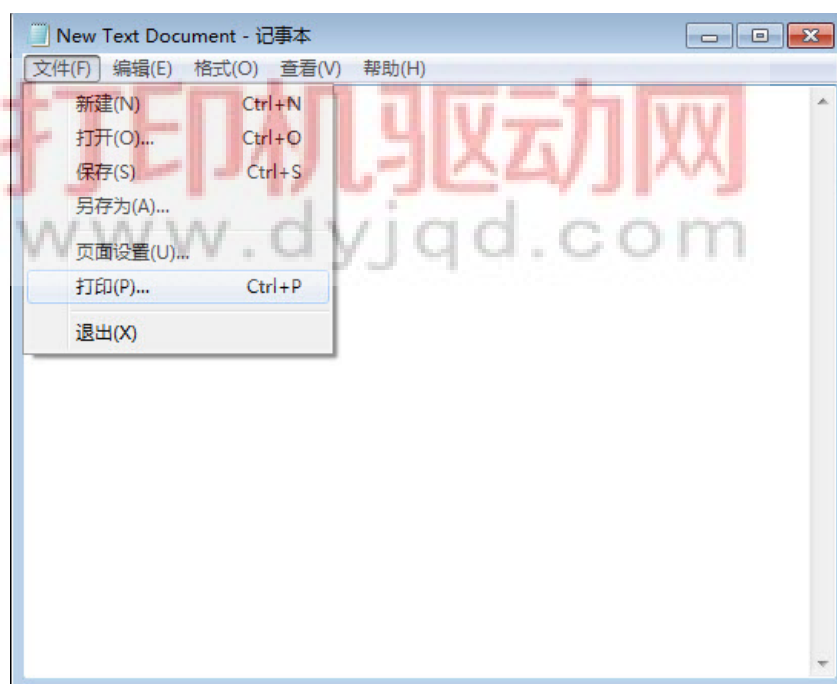 New Text Document - 记事本
文件(F) 编辑(E) 格式(O) 查看(V) 帮助(H)
新建(N) Ctrl+N
打开(O)... Ctrl+O
保存(S) Ctrl+S
另存为(A)...
页面设置(U)...
打印(P)... Ctrl+P
退出(X)
打印机驱动网
www.dyjqd.com